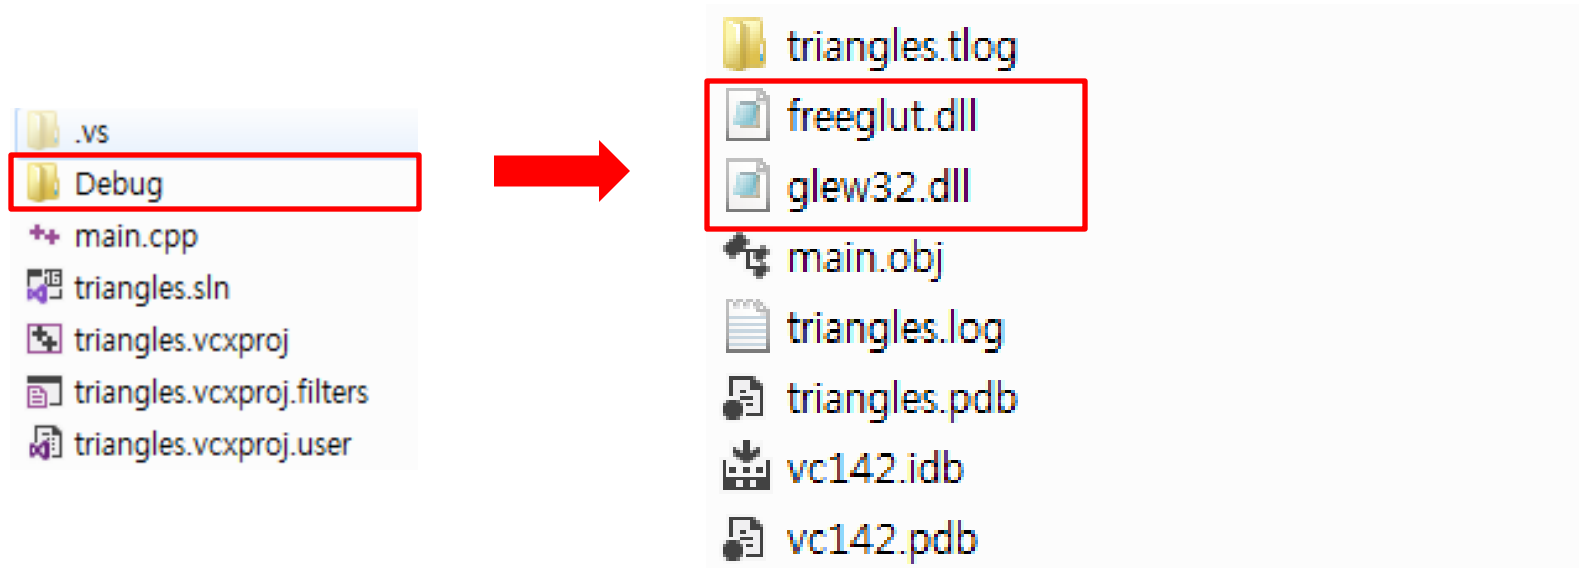 .vs
Debug
main.cpp
triangles.sln
triangles.vcxproj
triangles.vcxproj.filters
triangles.vcxproj.user
triangles.tlog
freeglut.dll
glew32.dll
main.obj
triangles.log
triangles.pdb
vc142.idb
vc142.pdb